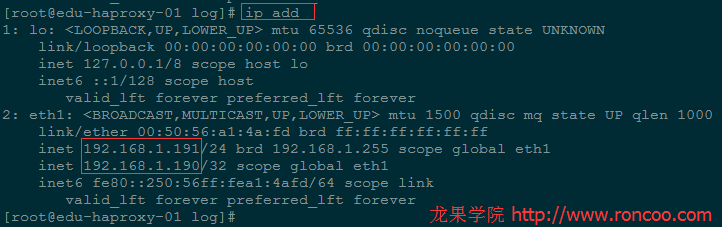 [root@edu-haproxy-01 log]# ip add
1: lo: <LOOPBACK,UP,LOWER_UP> mtu 65536 qdisc noqueue state UNKNOWN
link/loopback 00:00:00:00:00:00 brd 00:00:00:00:00:00
inet 127.0.0.1/8 scope host lo
inet6 ::1/128 scope host
valid_lft forever preferred_lft forever
2: eth1: <BROADCAST,MULTICAST,UP,LOWER_UP> mtu 1500 qdisc mq state UP qlen 1000
link/ether 00:50:56:a1:4a:fd brd ff:ff:ff:ff:ff:ff
inet 192.168.1.191/24 brd 192.168.1.255 scope global eth1
inet 192.168.1.190/32 scope global eth1
inet6 fe80::250:56ff:fea1:4afd/64 scope link
valid_lft forever preferred_lft forever
[root@edu-haproxy-01 log]#
龙果学院 http://www.roncoo.com